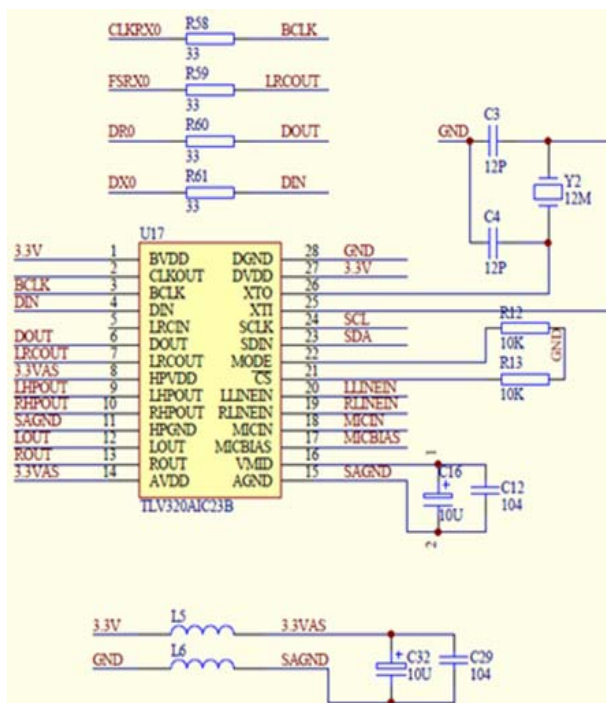 CLKRX0 R58 33 BCLK
FSRX0 R59 33 LRCOUT
DR0 R60 33 DOUT
DX0 R61 33 DIN
GND C3 12P
Y2 12M
C4 12P
U17
3.3V 1 BVDD DGND 28 GND
2 CLKOUT DVDD 27 3.3V
BCLK 3 BCLK XTO 26
DIN 4 DIN XTI 25
5 LRCIN SCLK 24 SCL
DOUT 6 DOUT SDIN 23 SDA
LRCOUT 7 LRCOUT MODE 22
3.3VAS 8 HPVDD CS 21
LHPOUT 9 LHPOUT LLINEIN 20 LLINEIN
RHPOUT 10 RHPOUT RLINEIN 19 RLINEIN
SAGND 11 HPGND MICIN 18 MICIN
LOUT 12 LOUT MICBIAS 17 MICBIAS
ROUT 13 ROUT VMID 16
3.3VAS 14 AVDD AGND 15 SAGND
TLV320AIC23B
R12 10K
GND
R13 10K
1
C16 10U
2
C12 104
3.3V L5 3.3VAS
GND L6 SAGND
C32 10U
C29 104